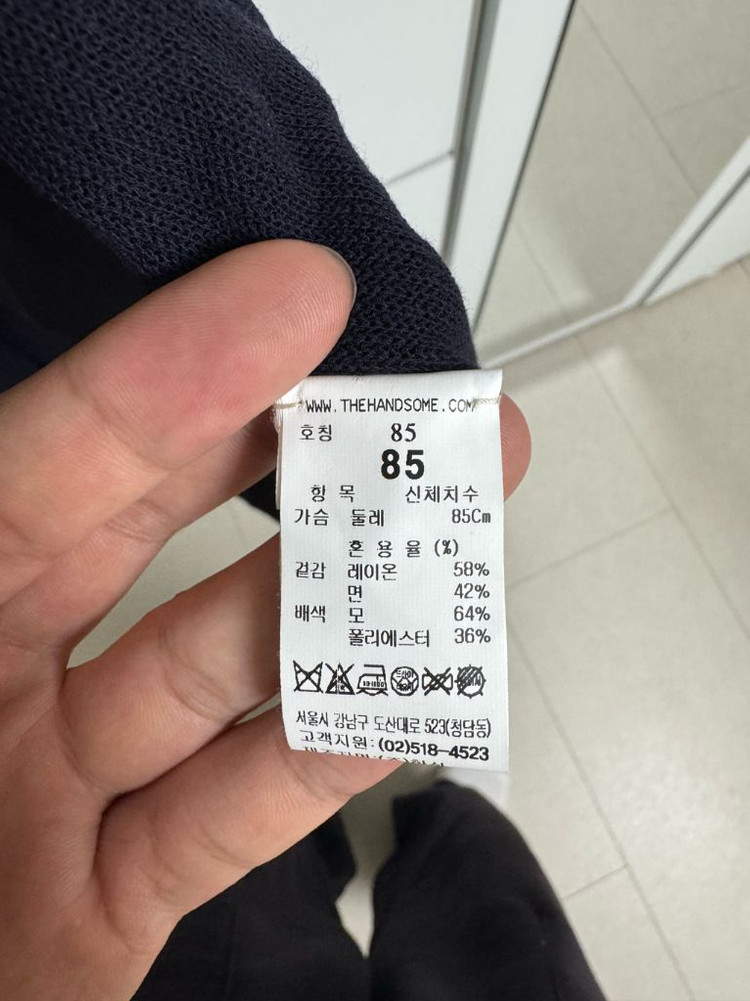 WWW.THEHANDSOME.COM
호칭 85
85
항 목 신체치수
가슴 둘레 85Cm
혼 용 율 (%)
겉감 레이온 58%
면 42%
배색 모 64%
폴리에스터 36%
서울시 강남구 도산대로 523(청담동)
고객지원: (02)518-4523